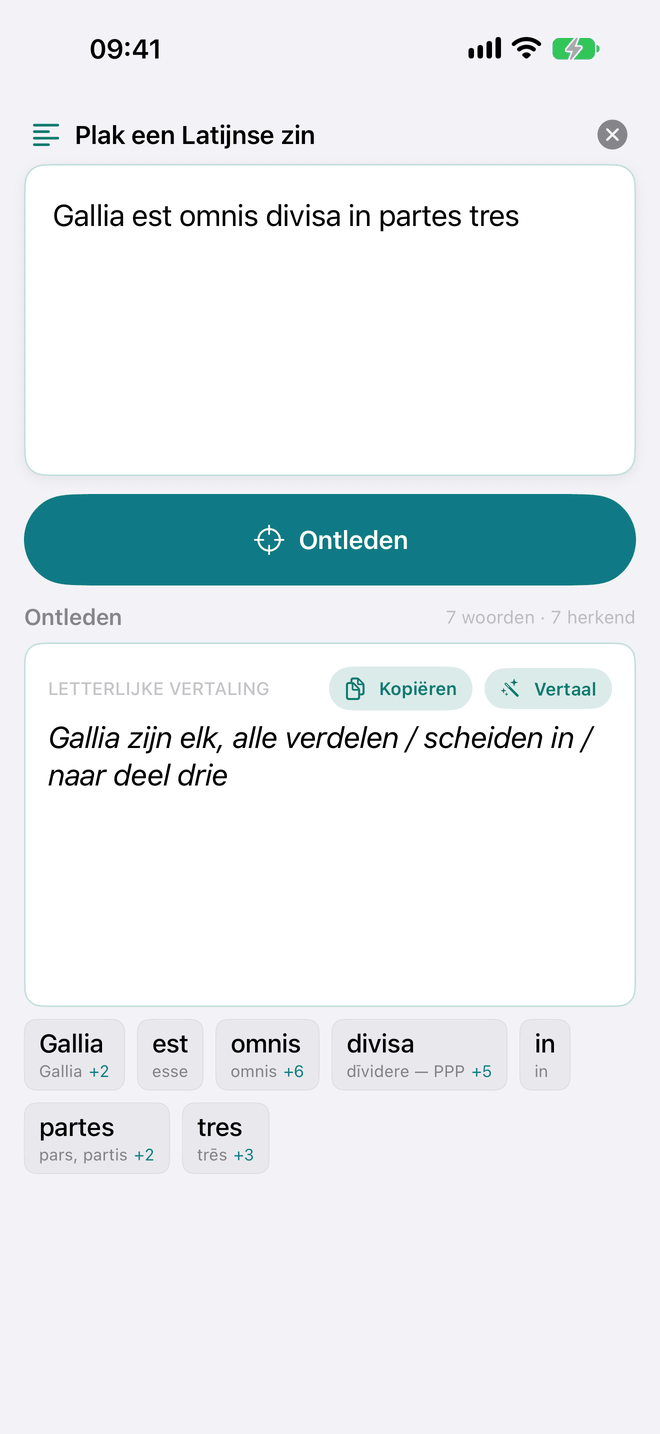 09:41
Plak een Latijnse zin
Gallia est omnis divisa in partes tres
Ontleden
Ontleden
7 woorden · 7 herkend
LETTERLIJKE VERTALING
Kopiëren
Vertaal
Gallia zijn elk, alle verdelen / scheiden in /
naar deel drie
Gallia
Gallia +2
est
esse
omnis
omnis +6
divisa
dīvidere — PPP +5
in
in
partes
pars, partis +2
tres
trēs +3